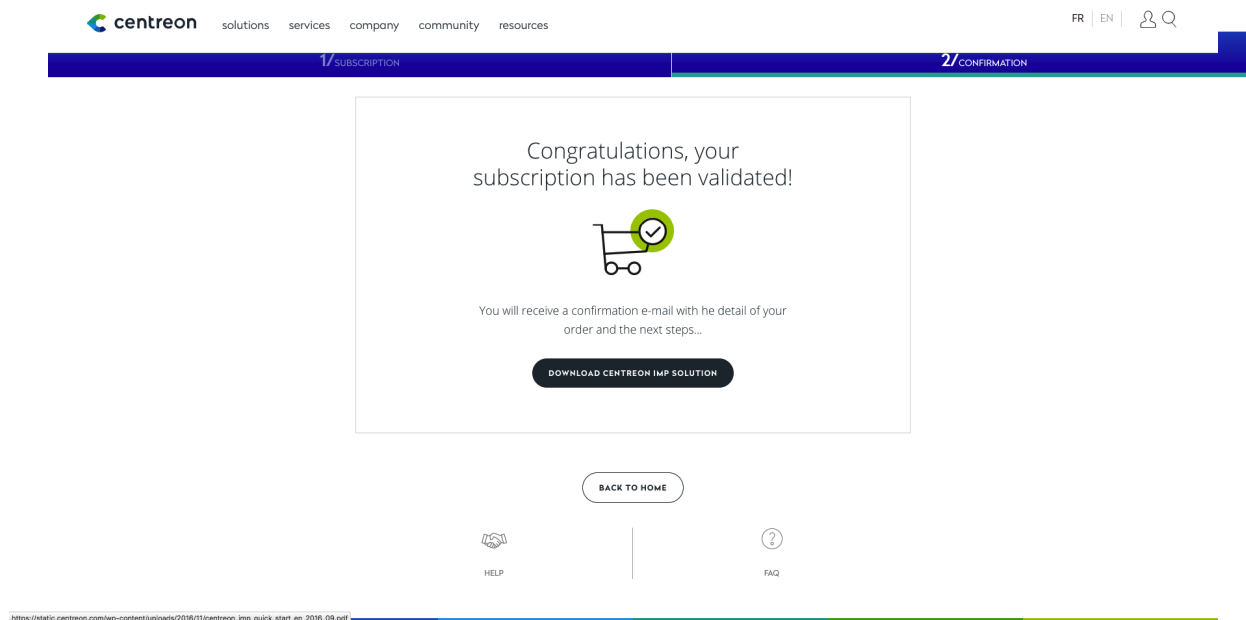 centreon solutions services company community resources FR EN
1/SUBSCRIPTION 2/CONFIRMATION
Congratulations, your
subscription has been validated!
You will receive a confirmation e-mail with he detail of your
order and the next steps...
DOWNLOAD CENTREON IMP SOLUTION
BACK TO HOME
?
HELP FAQ
https://static.centreon.com/wp-content/uploads/2016/11/centreon_imp_quick_start_en_2016_09.pdf